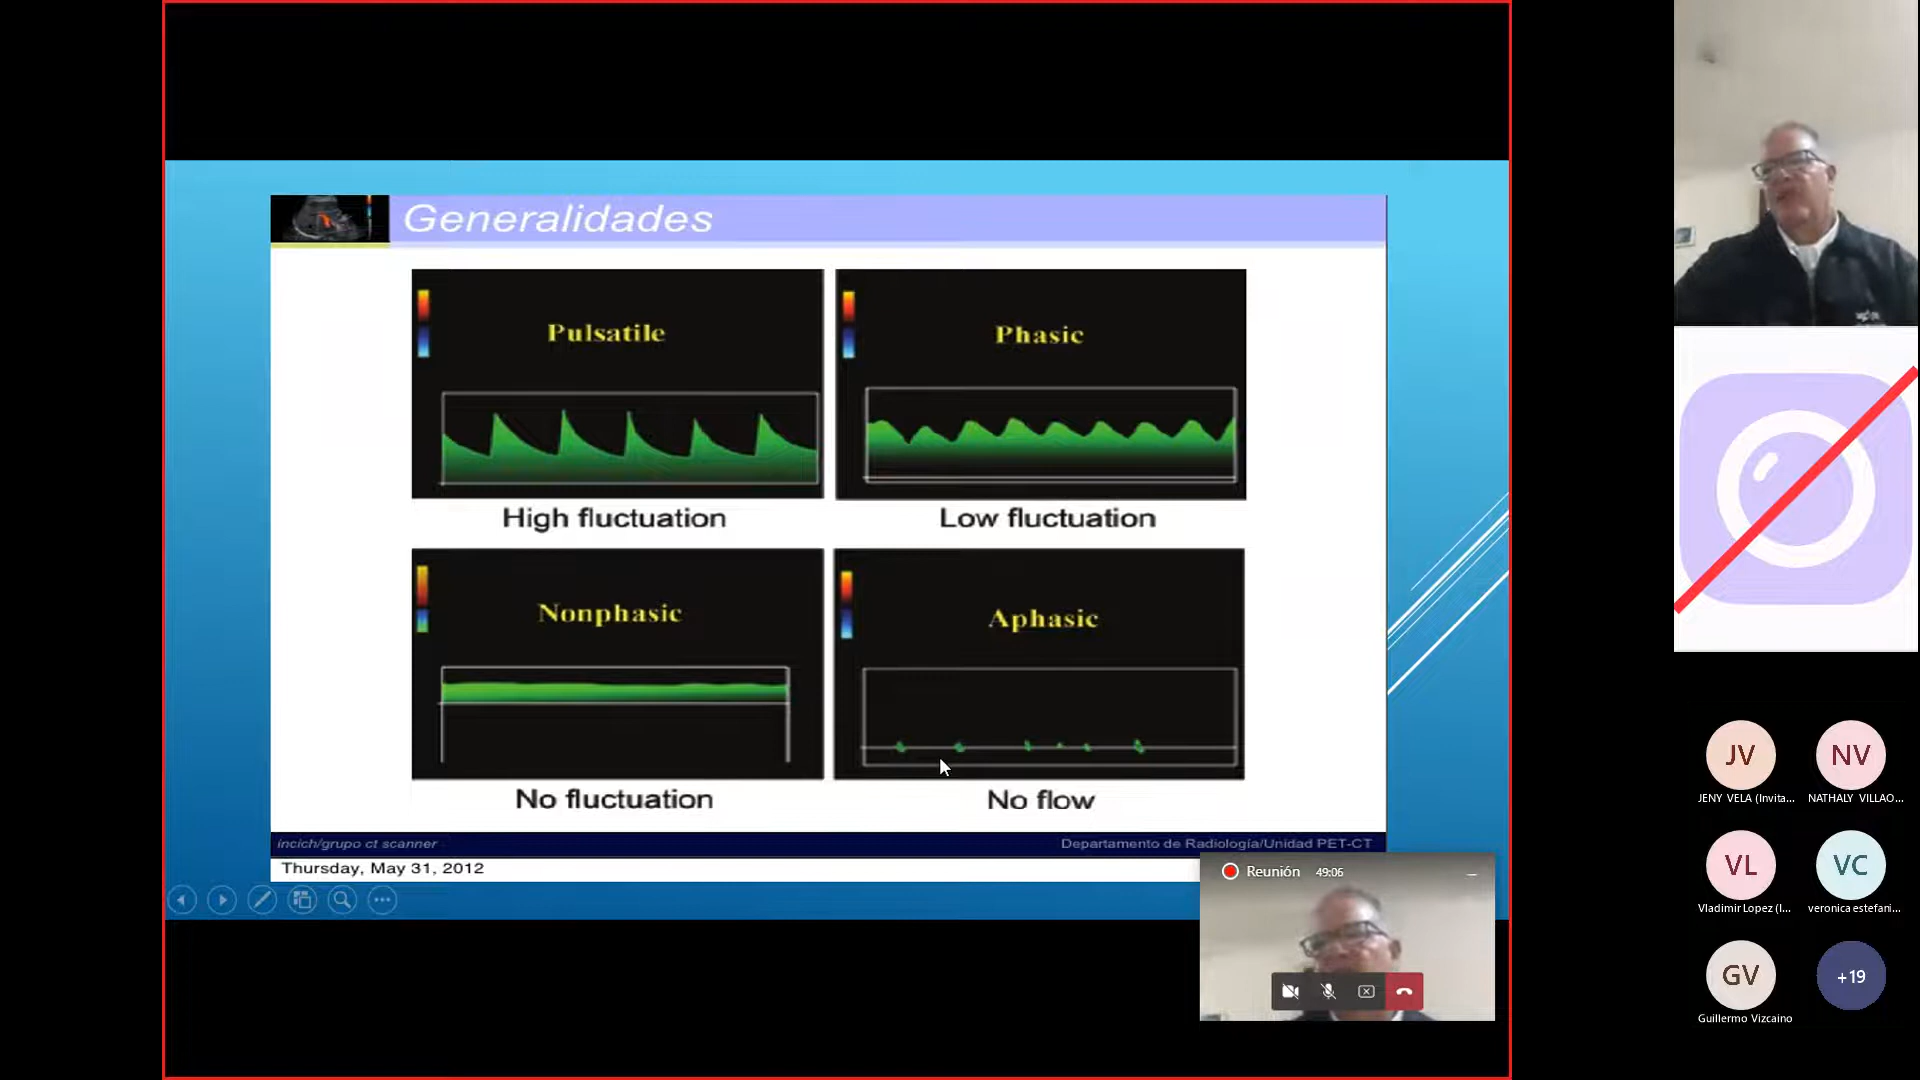 Generalidades
Pulsatile
Phasic
High fluctuation
Low fluctuation
Nonphasic
Aphasic
No fluctuation
No flow
incich/grupo ct scanner
Departamento de Radiología/Unidad PET-CT
Thursday, May 31, 2012
Reunión 49:06
JV
NV
JENY VELA (Invita...
NATHALY VILLAO...
VL
VC
Vladimir Lopez (I...
veronica estefani...
GV
+19
Guillermo Vizcaino